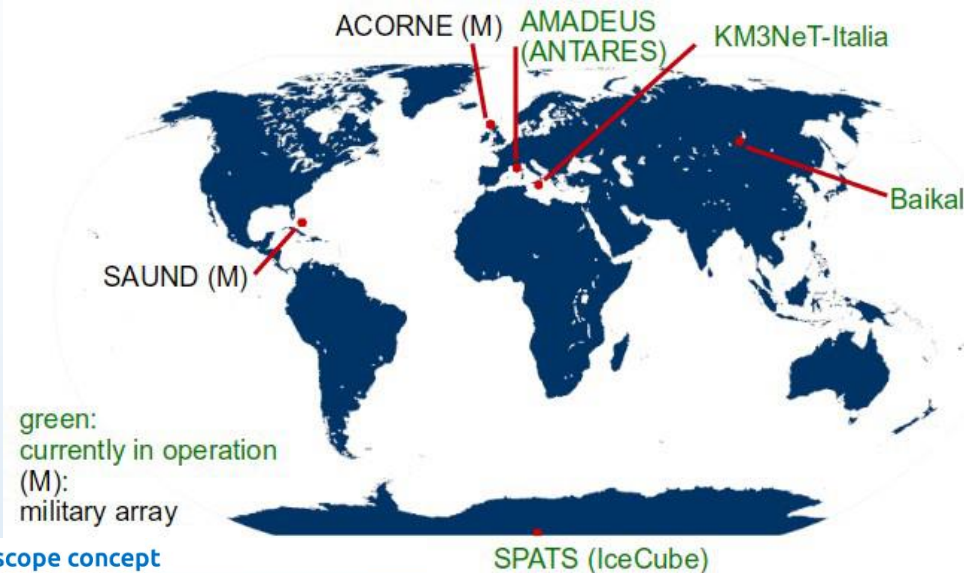 ACORNE (M)
AMADEUS
(ANTARES)
KM3NeT-Italia
Baikal
SAUND (M)
green:
currently in operation
(M):
military array
scope concept
SPATS (IceCube)